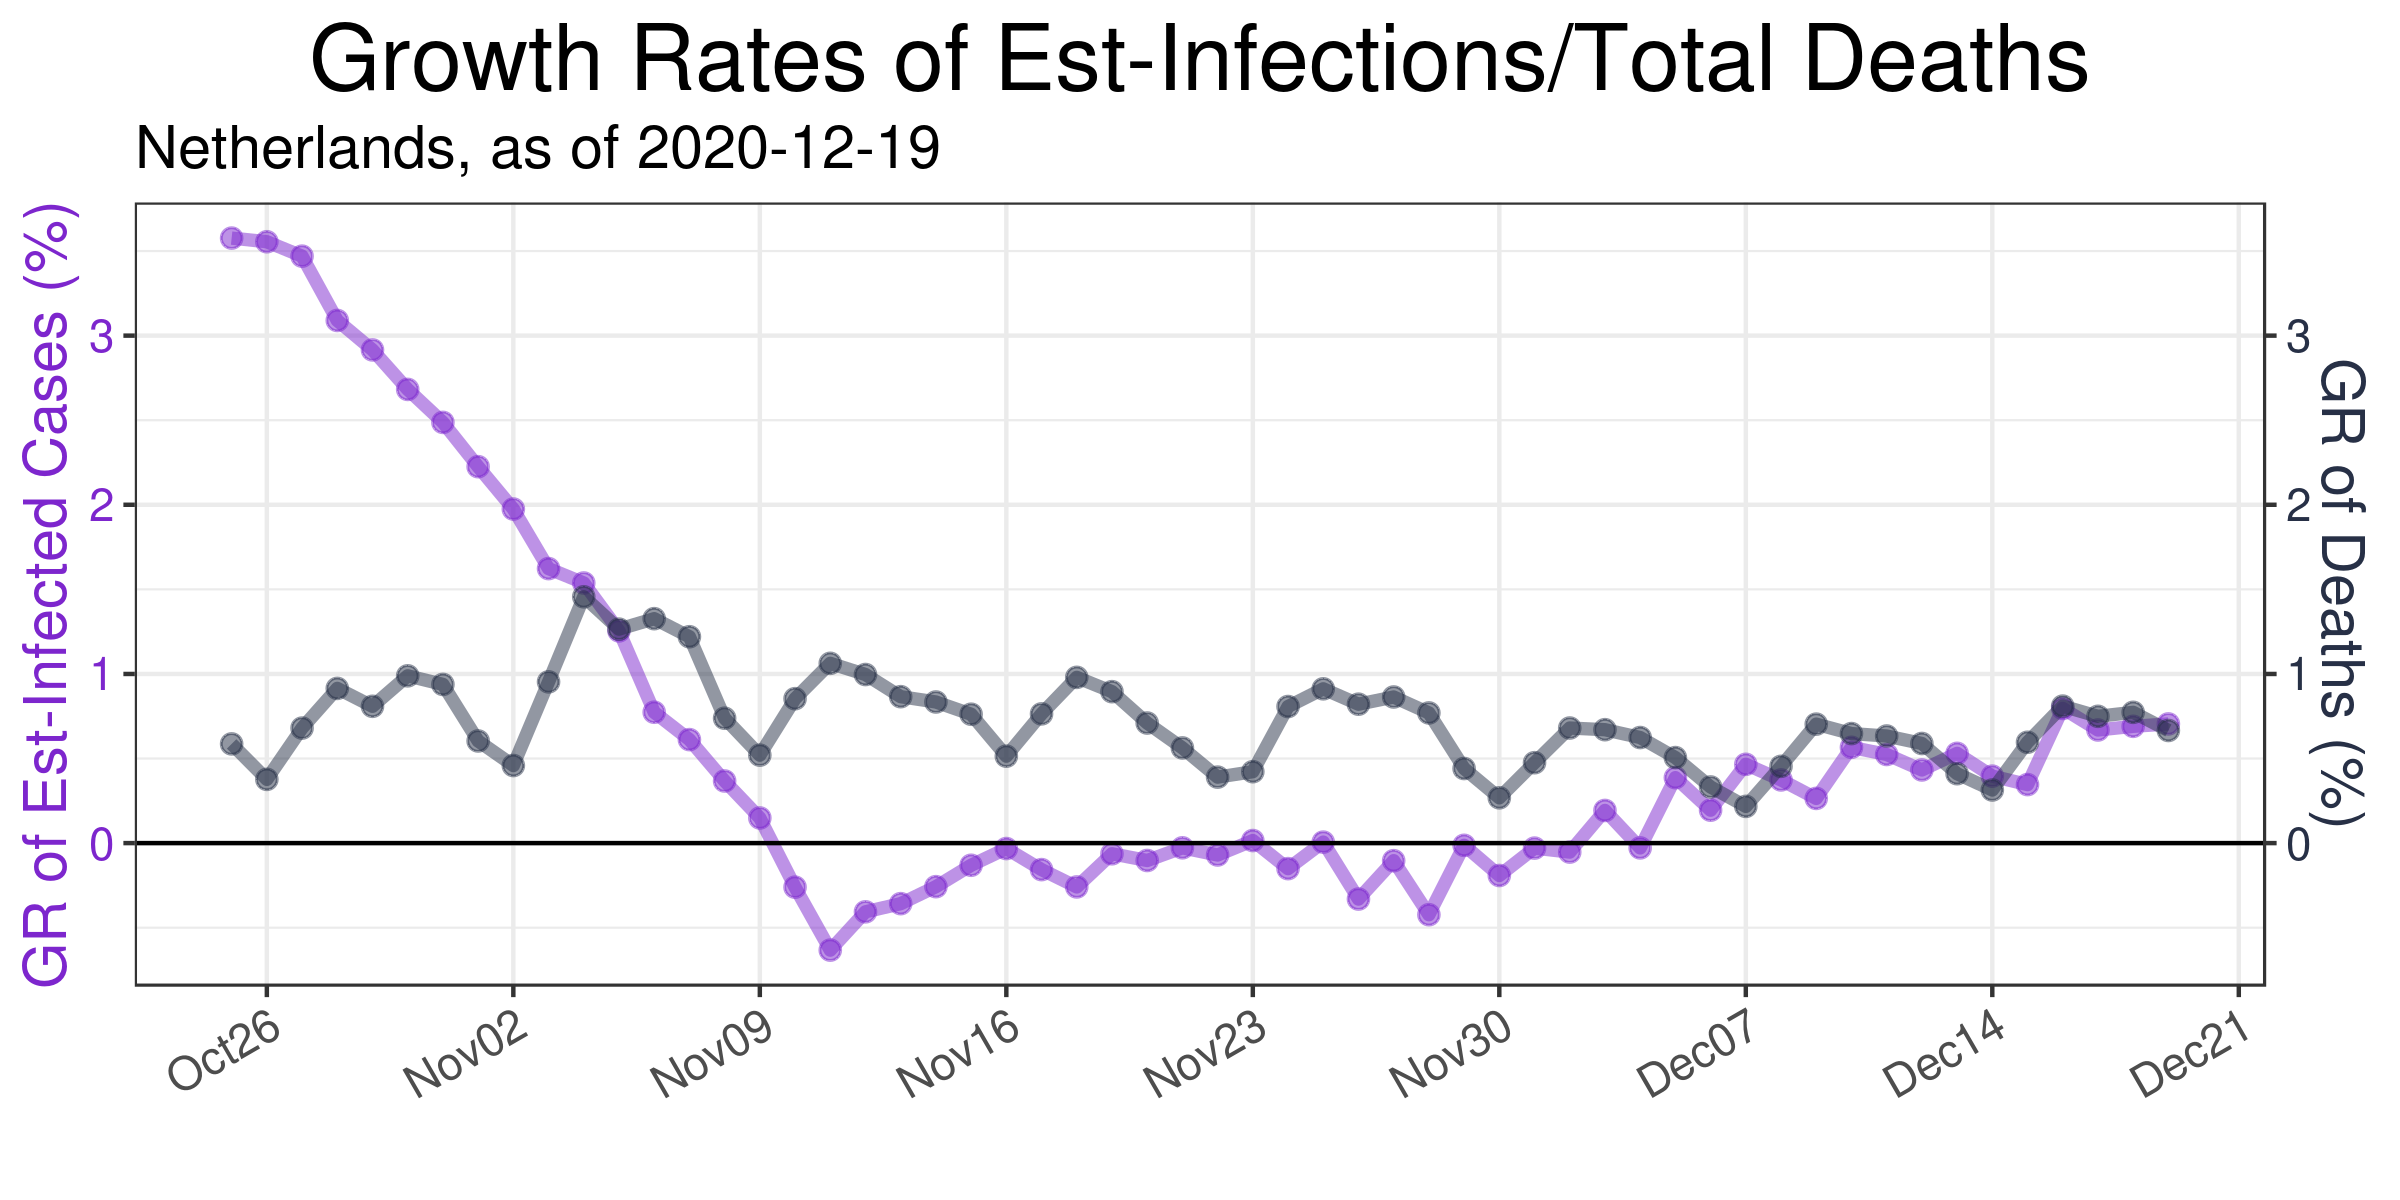 Growth Rates of Est-Infections/Total Deaths
Netherlands, as of 2020-12-19
GR of Est-Infected Cases (%)
3
2
1
0
3
2
1
0
GR of Deaths (%)
Oct26
Nov02
Nov09
Nov16
Nov23
Nov30
Dec07
Dec14
Dec21